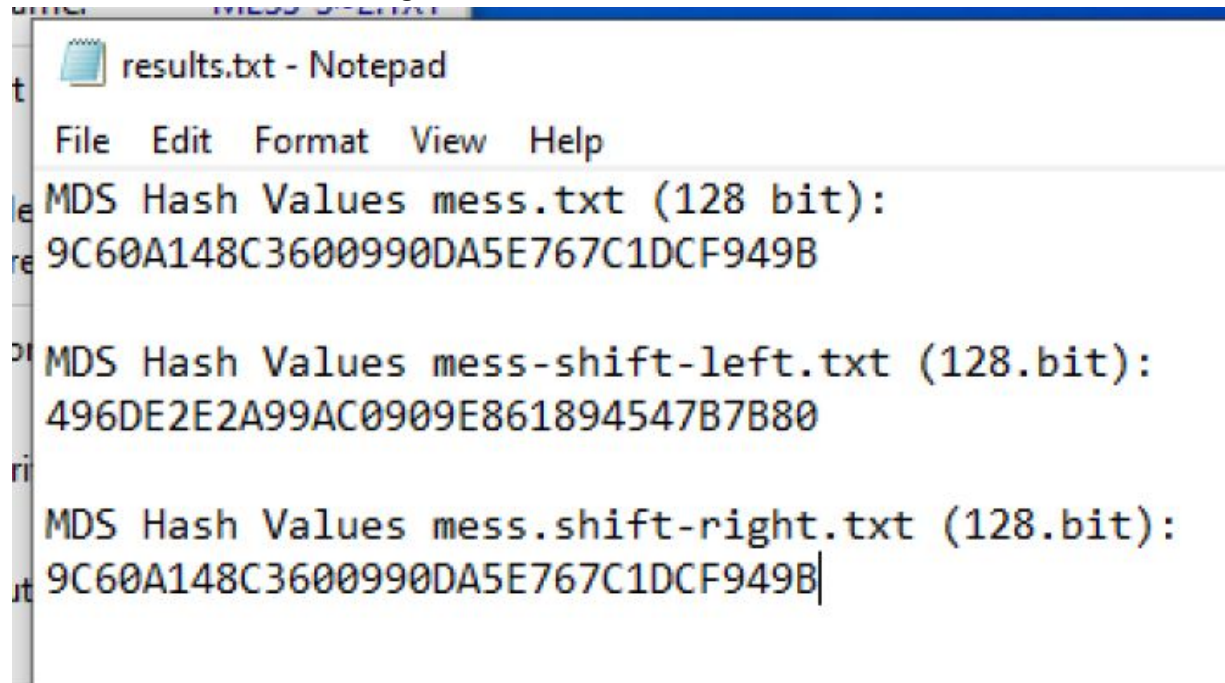 results.txt - Notepad
File Edit Format View Help
MDS Hash Values mess.txt (128 bit):
9C60A148C3600990DA5E767C1DCF949B
MDS Hash Values mess-shift-left.txt (128.bit):
496DE2E2A99AC0909E861894547B7B80
MDS Hash Values mess.shift-right.txt (128.bit):
9C60A148C3600990DA5E767C1DCF949B